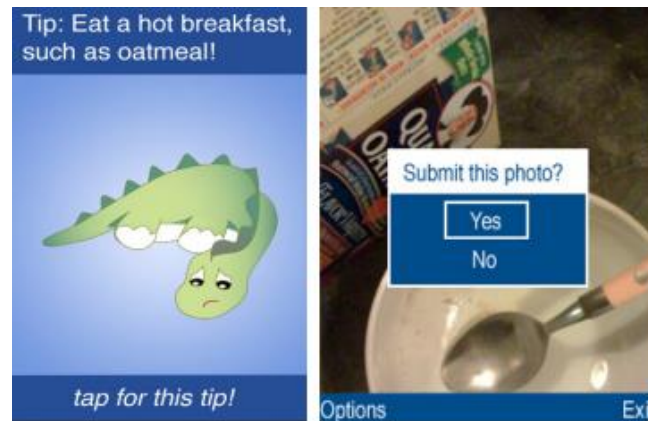 Tip: Eat a hot breakfast,
such as oatmeal!
tap for this tip!
Submit this photo?
Yes
No
Options
Exi